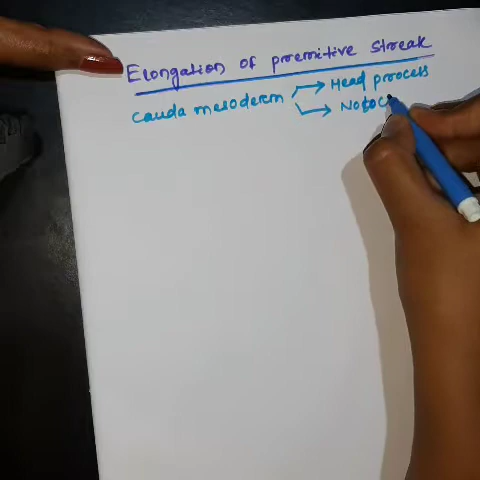 Elongation of premitive streak
cauda mesoderm → Head process
→ Notoc